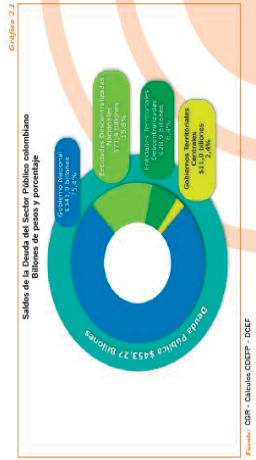 Gráfico 2.1
Saldos de la Deuda del Sector Público colombiano
Billones de pesos y porcentaje
Gobierno Nacional
$341,9 billones
75,4%
Entidades Descentralizadas
Nacionales
$71,4 billones
15,8%
Entidades Territoriales
Descentralizadas
$28,9 billones
6,4%
Gobiernos Territoriales
Centrales
$11,0 billones
2,4%
Deuda Pública $453,27 Billones
Fuente: CGR - Cálculos CDEFP - DCEF